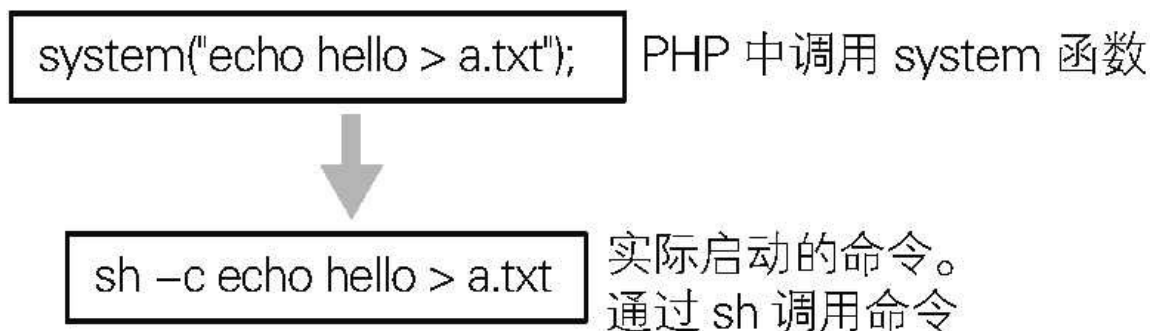 system("echo hello > a.txt");
PHP 中调用 system 函数
sh –c echo hello > a.txt
实际启动的命令。
通过 sh 调用命令